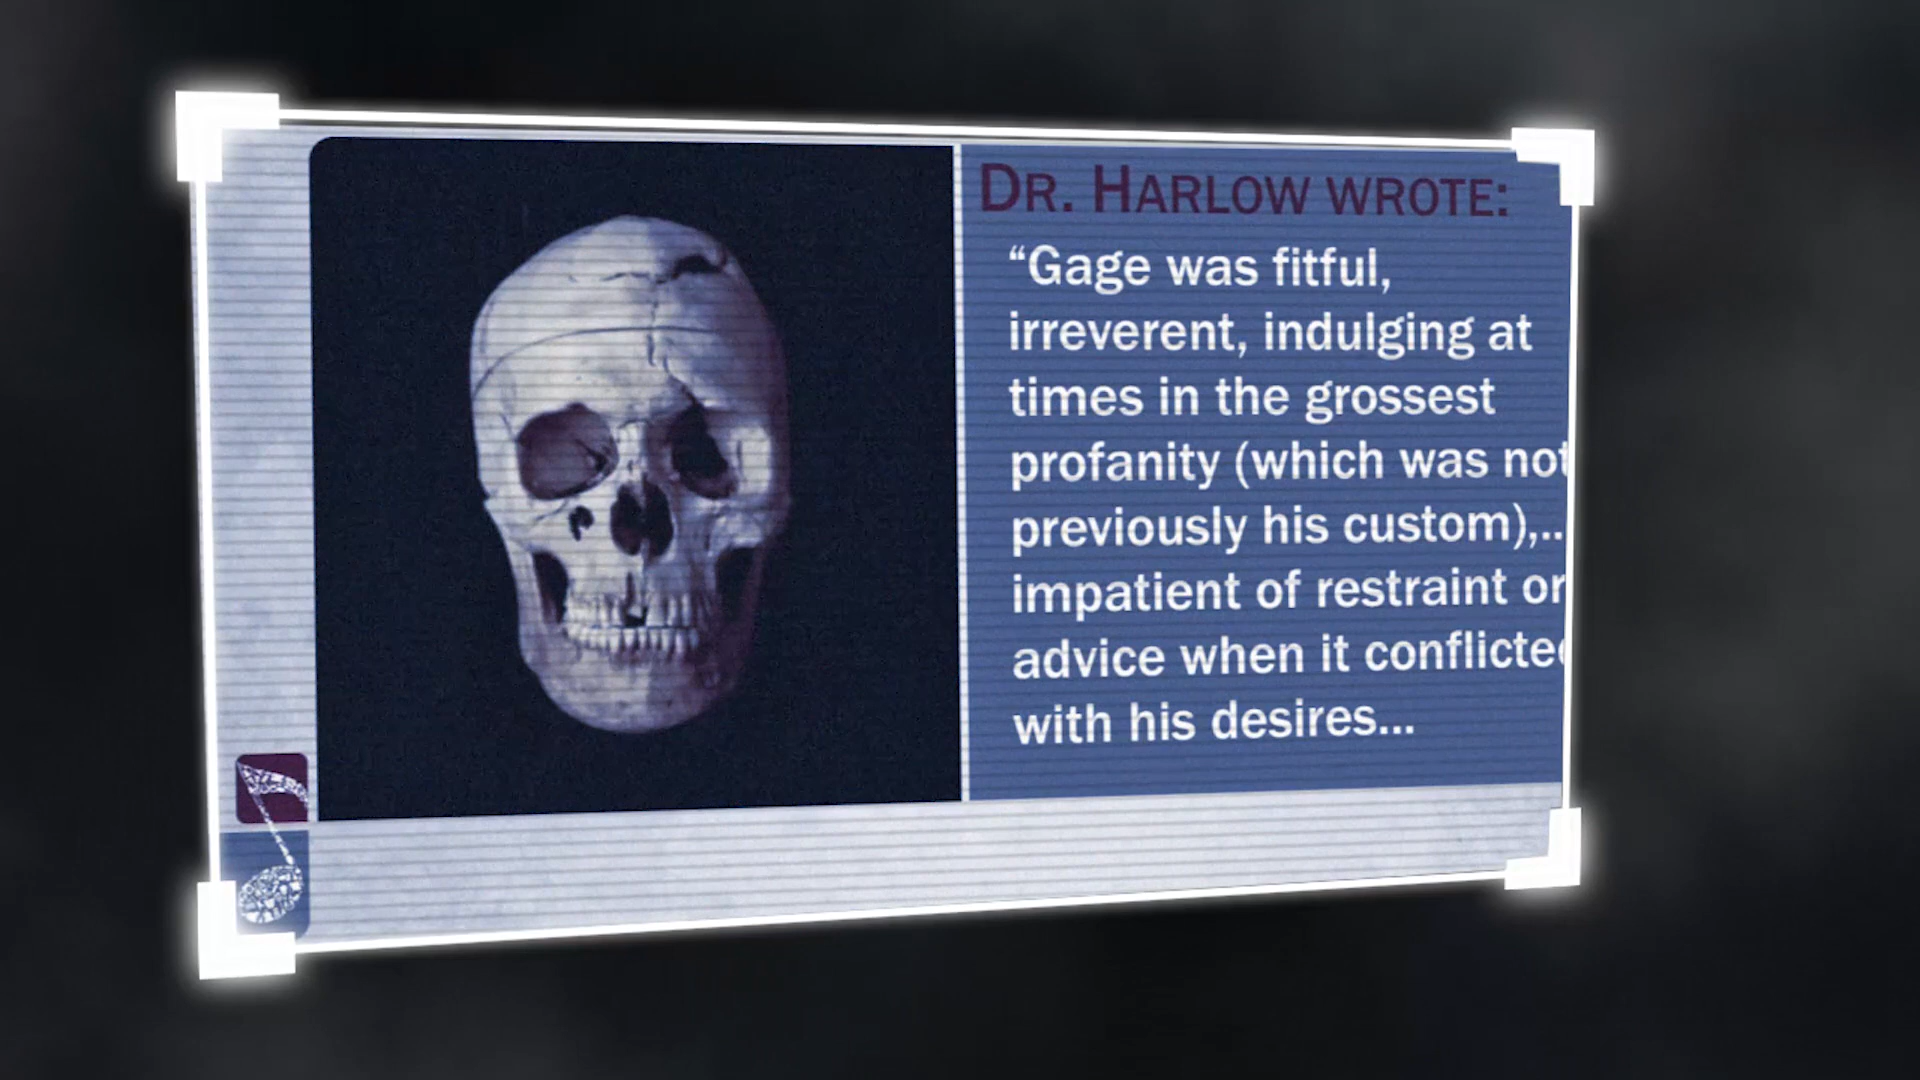 DR. HARLOW WROTE:
“Gage was fitful,
irreverent, indulging at
times in the grossest
profanity (which was not
previously his custom),..
impatient of restraint or
advice when it conflicted
with his desires...